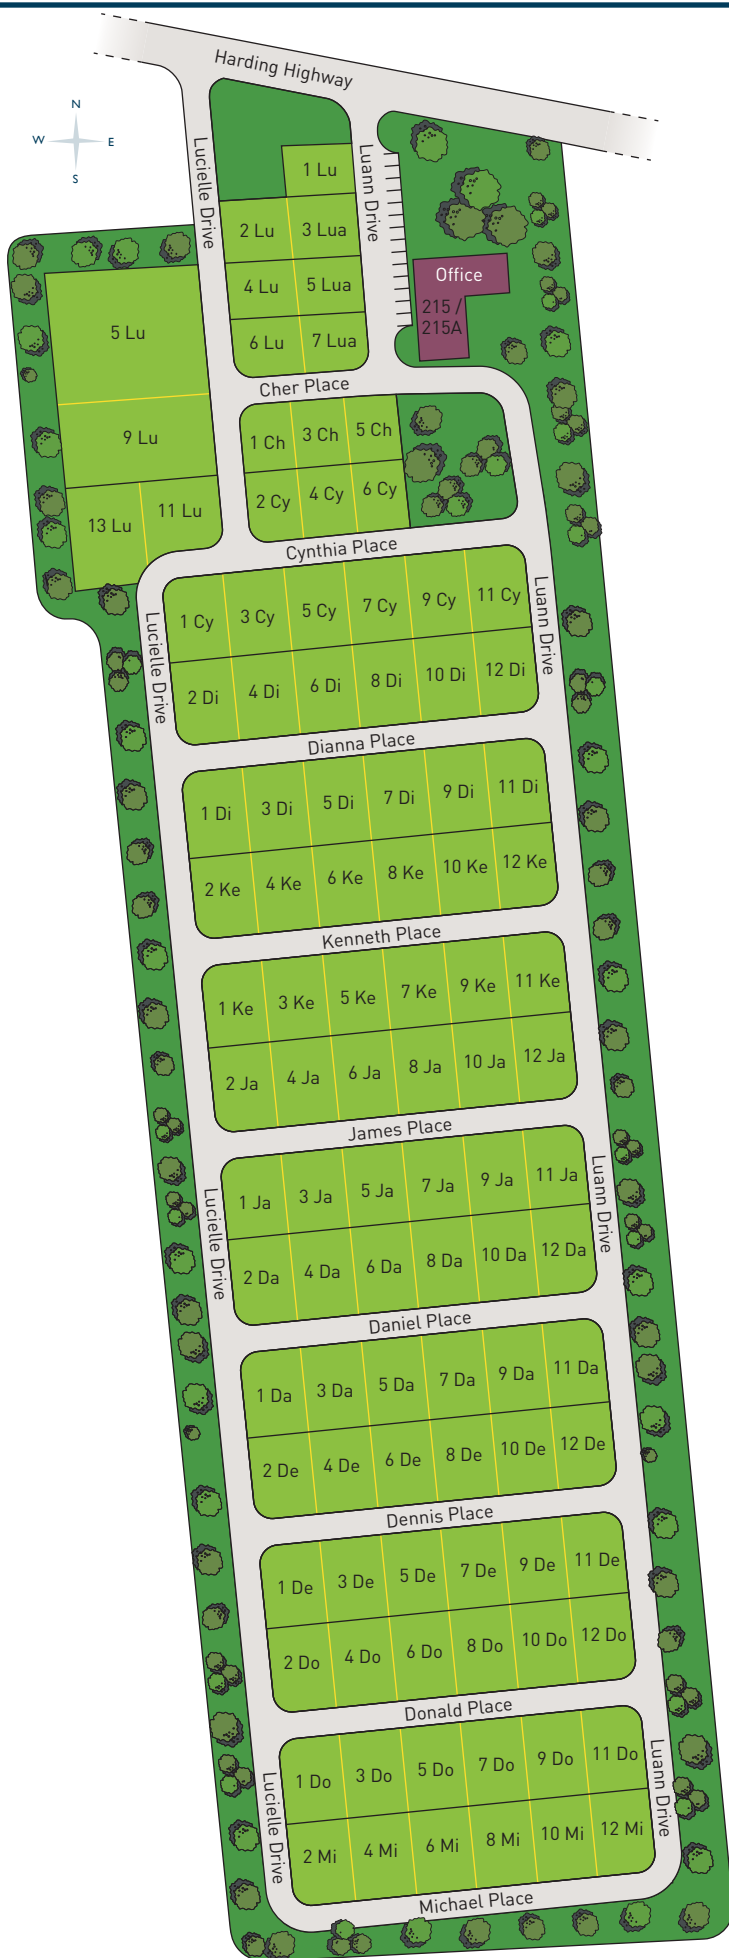 Harding Highway
N
W E
S
Lucielle Drive
Luann Drive
1 Lu
2 Lu 3 Lua
4 Lu 5 Lua
6 Lu 7 Lua
Office
215 /
215A
5 Lu
9 Lu
13 Lu 11 Lu
Cher Place
1 Ch 3 Ch 5 Ch
2 Cy 4 Cy 6 Cy
Cynthia Place
Lucielle Drive
Luann Drive
1 Cy 3 Cy 5 Cy 7 Cy 9 Cy 11 Cy
2 Di 4 Di 6 Di 8 Di 10 Di 12 Di
Dianna Place
1 Di 3 Di 5 Di 7 Di 9 Di 11 Di
2 Ke 4 Ke 6 Ke 8 Ke 10 Ke 12 Ke
Kenneth Place
1 Ke 3 Ke 5 Ke 7 Ke 9 Ke 11 Ke
2 Ja 4 Ja 6 Ja 8 Ja 10 Ja 12 Ja
James Place
Lucielle Drive
Luann Drive
1 Ja 3 Ja 5 Ja 7 Ja 9 Ja 11 Ja
2 Da 4 Da 6 Da 8 Da 10 Da 12 Da
Daniel Place
1 Da 3 Da 5 Da 7 Da 9 Da 11 Da
2 De 4 De 6 De 8 De 10 De 12 De
Dennis Place
1 De 3 De 5 De 7 De 9 De 11 De
2 Do 4 Do 6 Do 8 Do 10 Do 12 Do
Donald Place
Lucielle Drive
Luann Drive
1 Do 3 Do 5 Do 7 Do 9 Do 11 Do
2 Mi 4 Mi 6 Mi 8 Mi 10 Mi 12 Mi
Michael Place